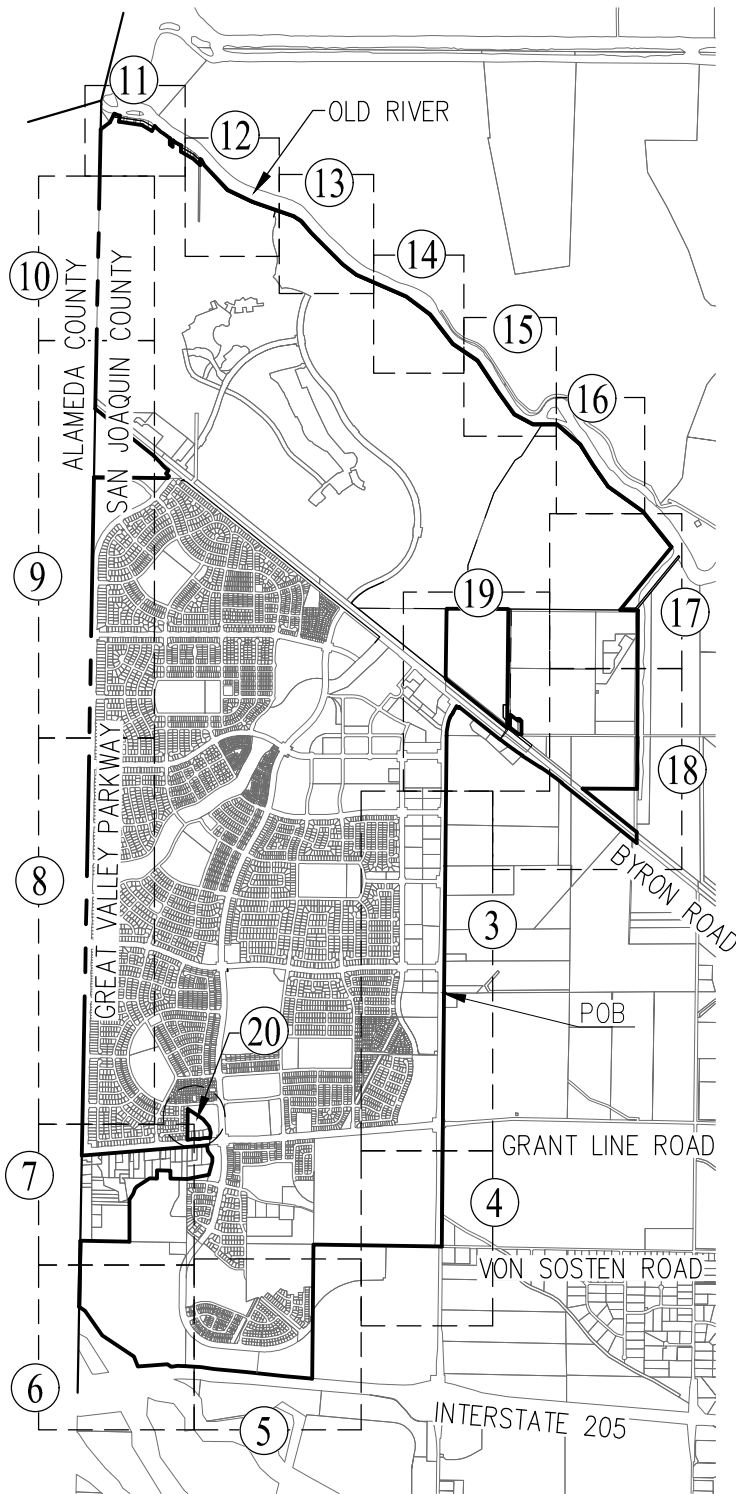 11
OLD RIVER
12
13
14
10
15
ALAMEDA COUNTY
SAN JOAQUIN COUNTY
16
9
19
17
18
GREAT VALLEY PARKWAY
8
BYRON ROAD
3
POB
20
GRANT LINE ROAD
7
4
VON SOSTEN ROAD
6
5
INTERSTATE 205